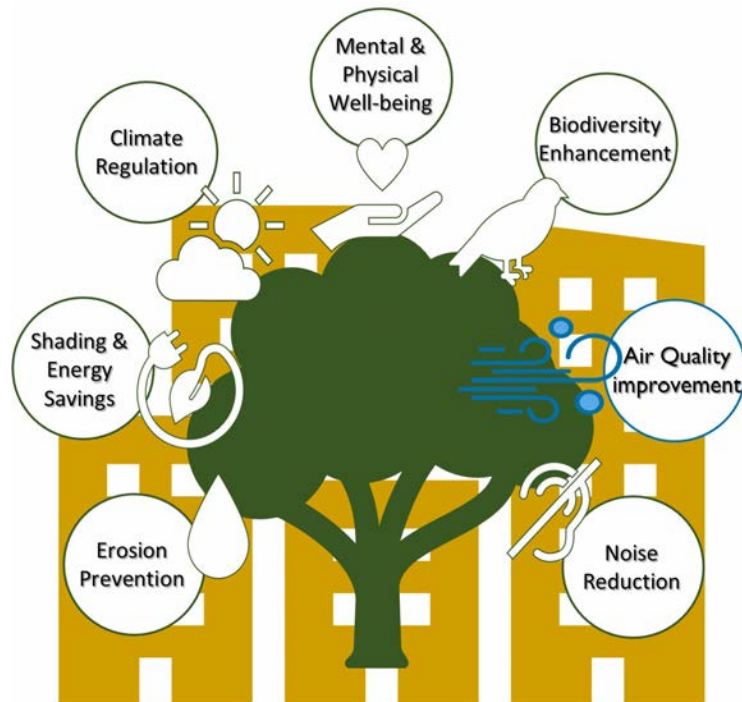 Mental &
Physical
Well-being
Climate
Regulation
Biodiversity
Enhancement
Shading &
Energy
Savings
Air Quality
improvement
Erosion
Prevention
Noise
Reduction